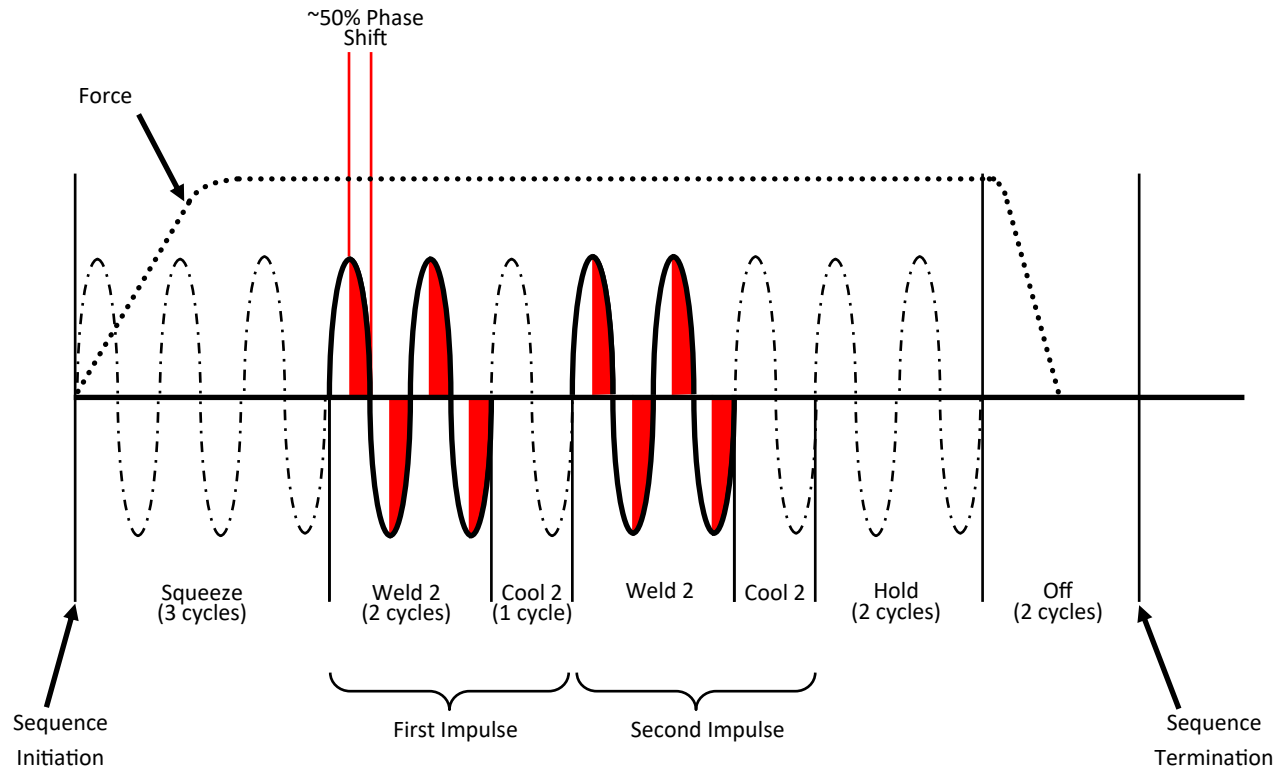 ~50% Phase
Shift
Force
Squeeze
(3 cycles)
Weld 2
(2 cycles)
Cool 2
(1 cycle)
Weld 2
Cool 2
Hold
(2 cycles)
Off
(2 cycles)
First Impulse
Second Impulse
Sequence
Initiation
Sequence
Termination